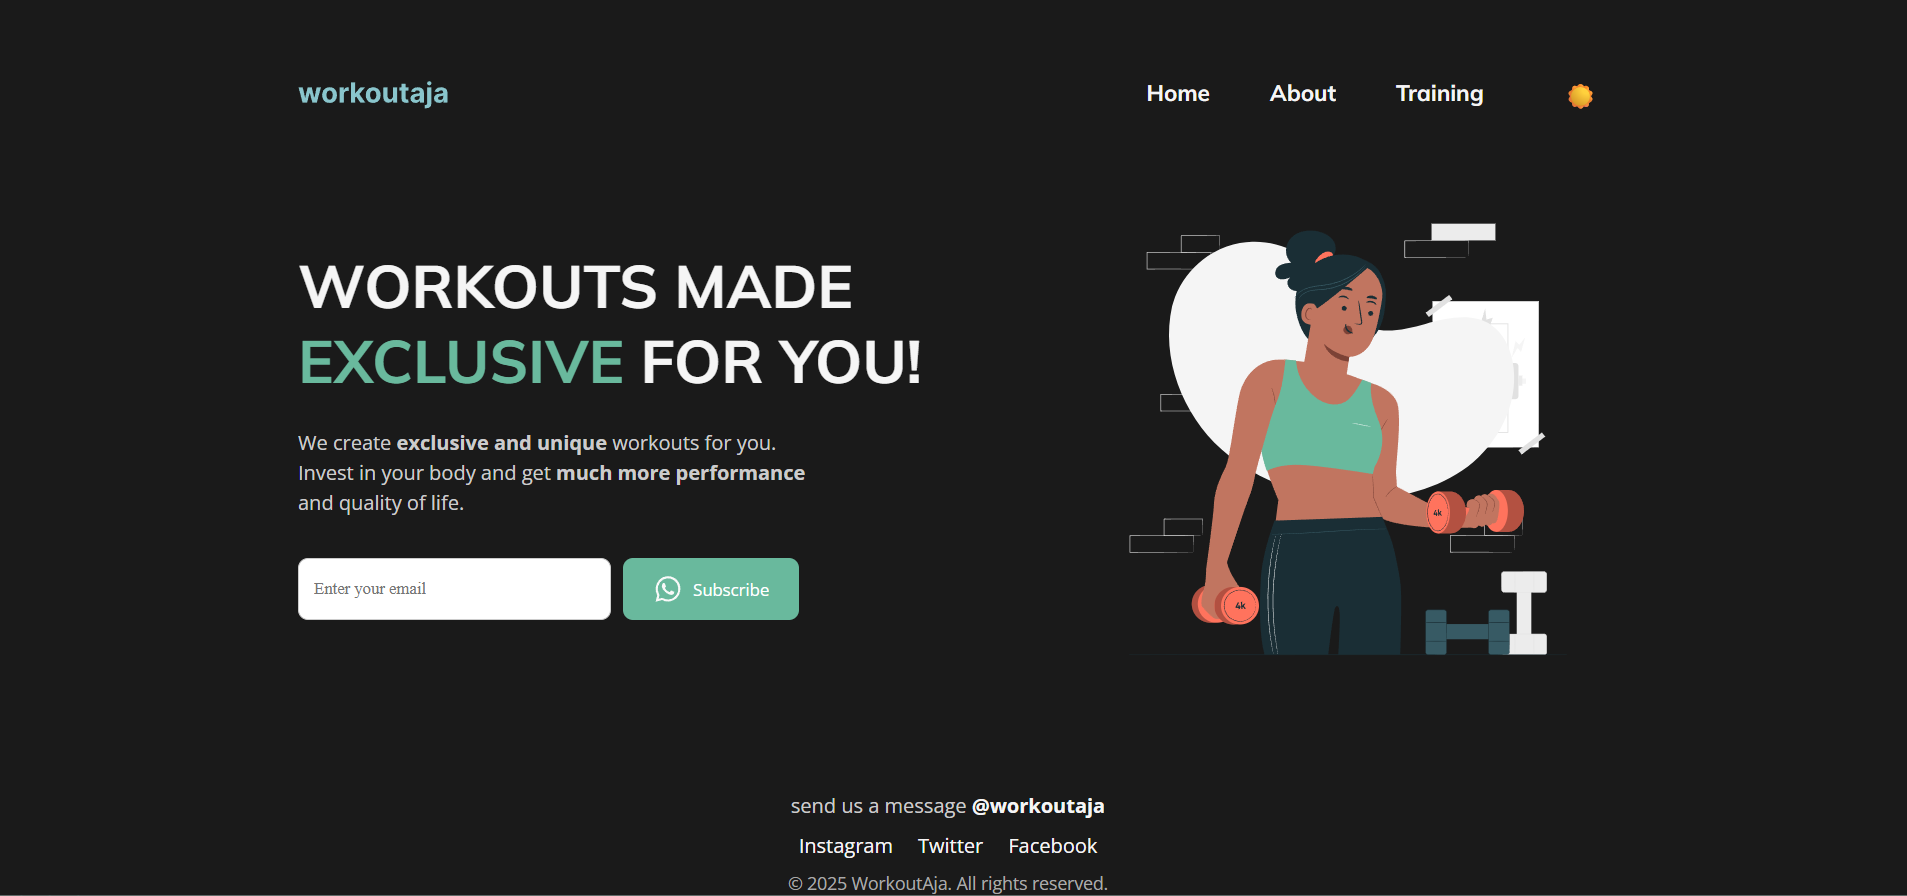 workoutaja
Home
About
Training
WORKOUTS MADE
EXCLUSIVE FOR YOU!
We create exclusive and unique workouts for you.
Invest in your body and get much more performance
and quality of life.
Enter your email
Subscribe
4k
4k
send us a message @workoutaja
Instagram Twitter Facebook
© 2025 WorkoutAja. All rights reserved.